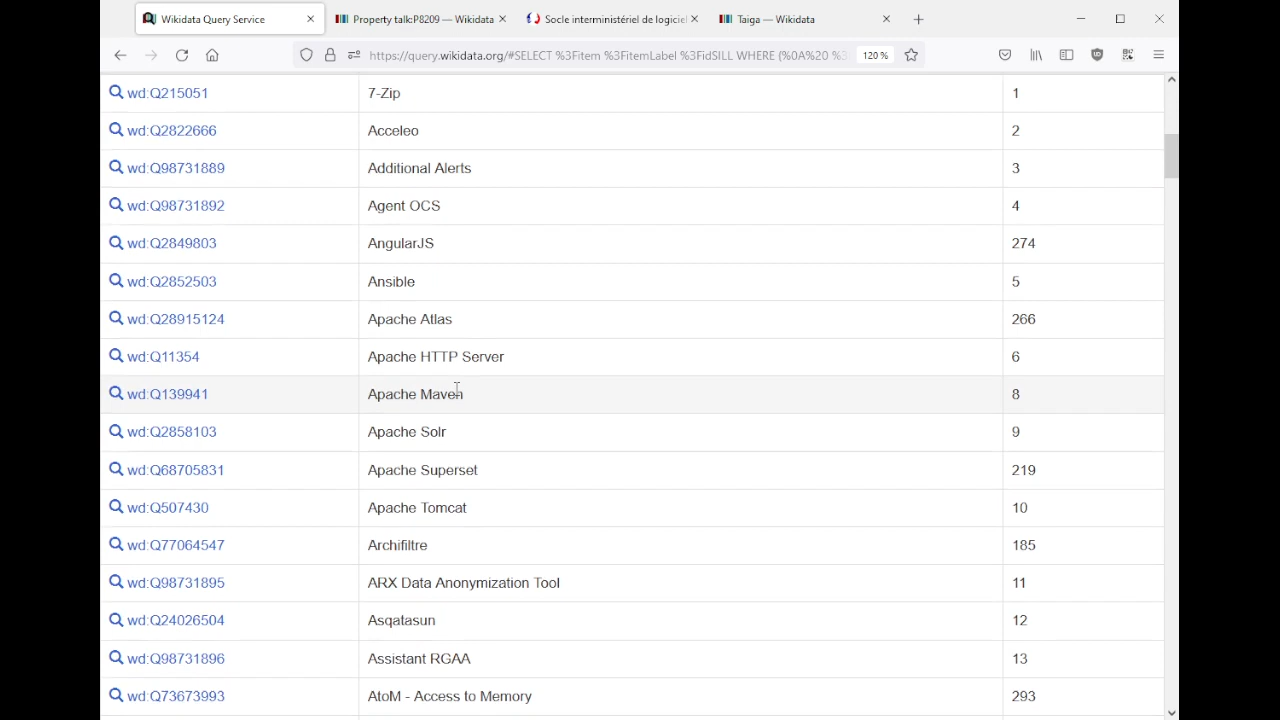 Wikidata Query Service
Property talk:P8209 — Wikidata
Socle interministériel de logiciel
Taiga — Wikidata
https://query.wikidata.org/#SELECT %3Fitem %3FitemLabel %3FidSILL WHERE {%0A%20 %3
120 %
wd:Q215051 7-Zip 1
wd:Q2822666 Acceleo 2
wd:Q98731889 Additional Alerts 3
wd:Q98731892 Agent OCS 4
wd:Q2849803 AngularJS 274
wd:Q2852503 Ansible 5
wd:Q28915124 Apache Atlas 266
wd:Q11354 Apache HTTP Server 6
wd:Q139941 Apache Maven 8
wd:Q2858103 Apache Solr 9
wd:Q68705831 Apache Superset 219
wd:Q507430 Apache Tomcat 10
wd:Q77064547 Archifiltre 185
wd:Q98731895 ARX Data Anonymization Tool 11
wd:Q24026504 Asqatasun 12
wd:Q98731896 Assistant RGAA 13
wd:Q73673993 AtoM - Access to Memory 293